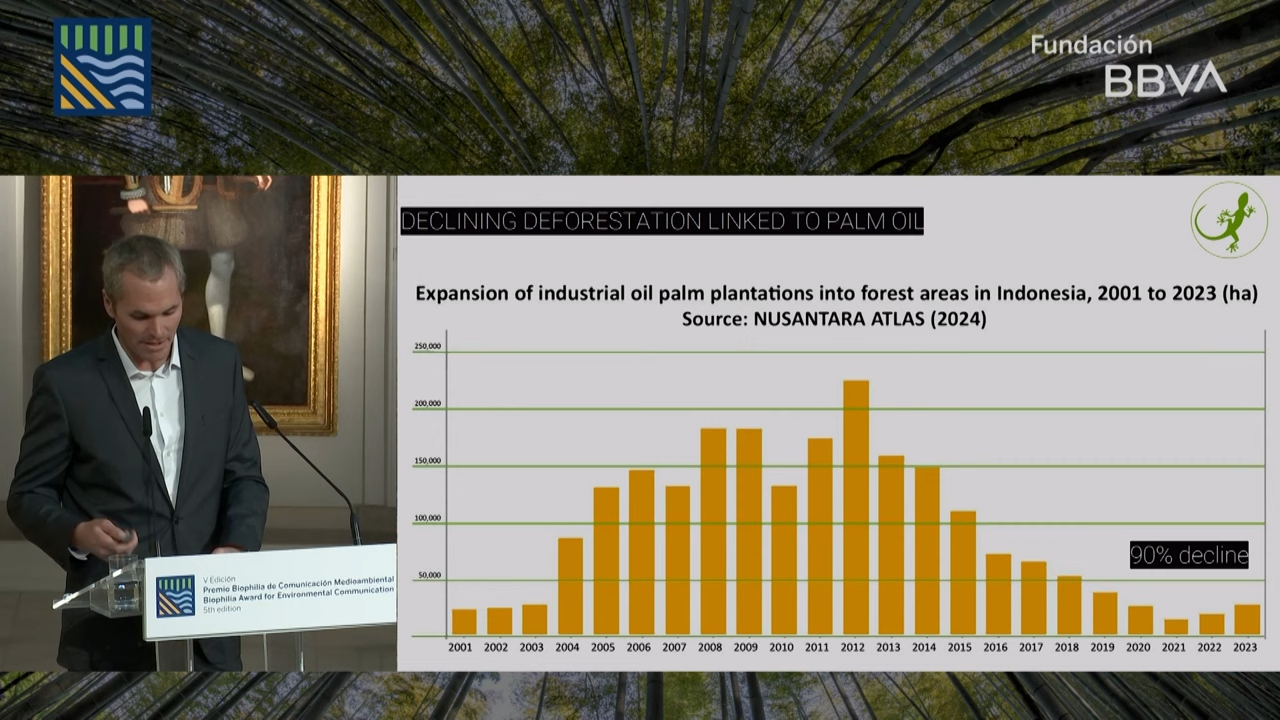 Fundación
BBVA
DECLINING DEFORESTATION LINKED TO PALM OIL
Expansion of industrial oil palm plantations into forest areas in Indonesia, 2001 to 2023 (ha)
Source: NUSANTARA ATLAS (2024)
250,000
200,000
150,000
100,000
50,000
90% decline
2001 2002 2003 2004 2005 2006 2007 2008 2009 2010 2011 2012 2013 2014 2015 2016 2017 2018 2019 2020 2021 2022 2023
V Edición
Premio Biophilia de Comunicación Medioambiental
Biophilia Award for Environmental Communication
5th edition